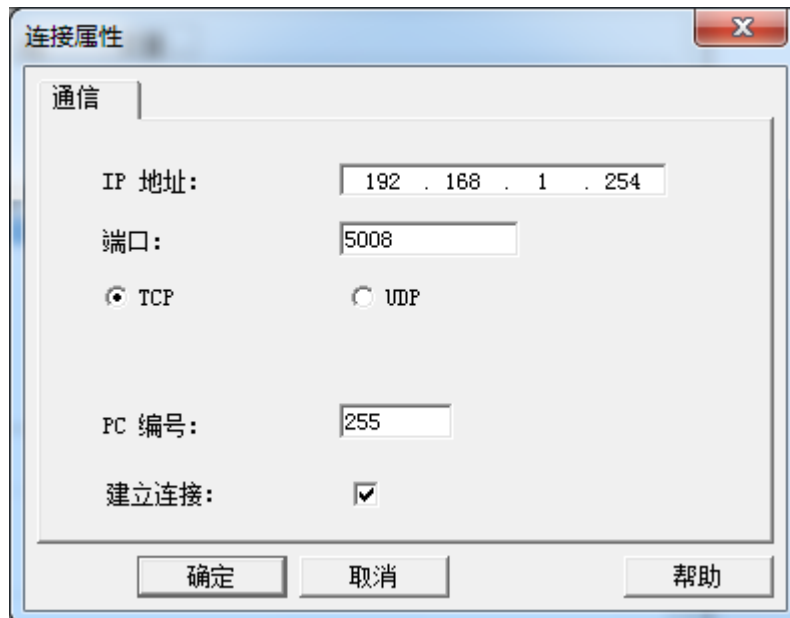 连接属性
通信
IP 地址: 192 . 168 . 1 . 254
端口: 5008
TCP UDP
PC 编号: 255
建立连接:
确定 取消 帮助